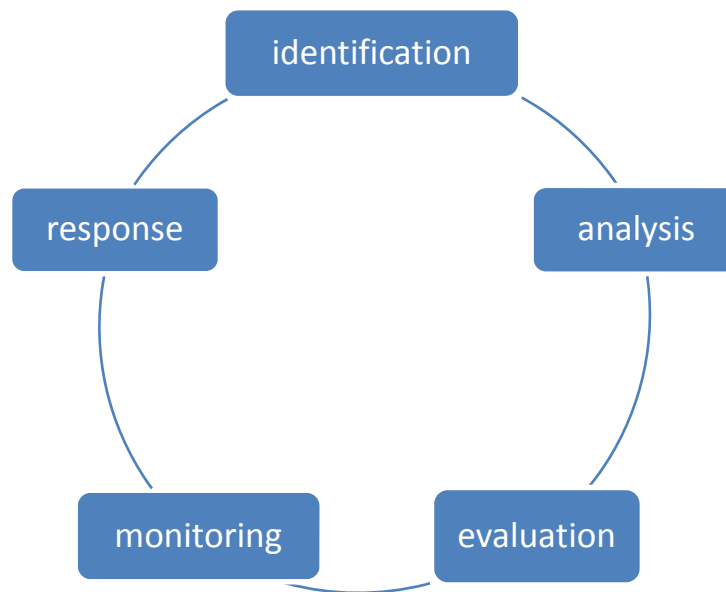 identification
response
analysis
monitoring
evaluation